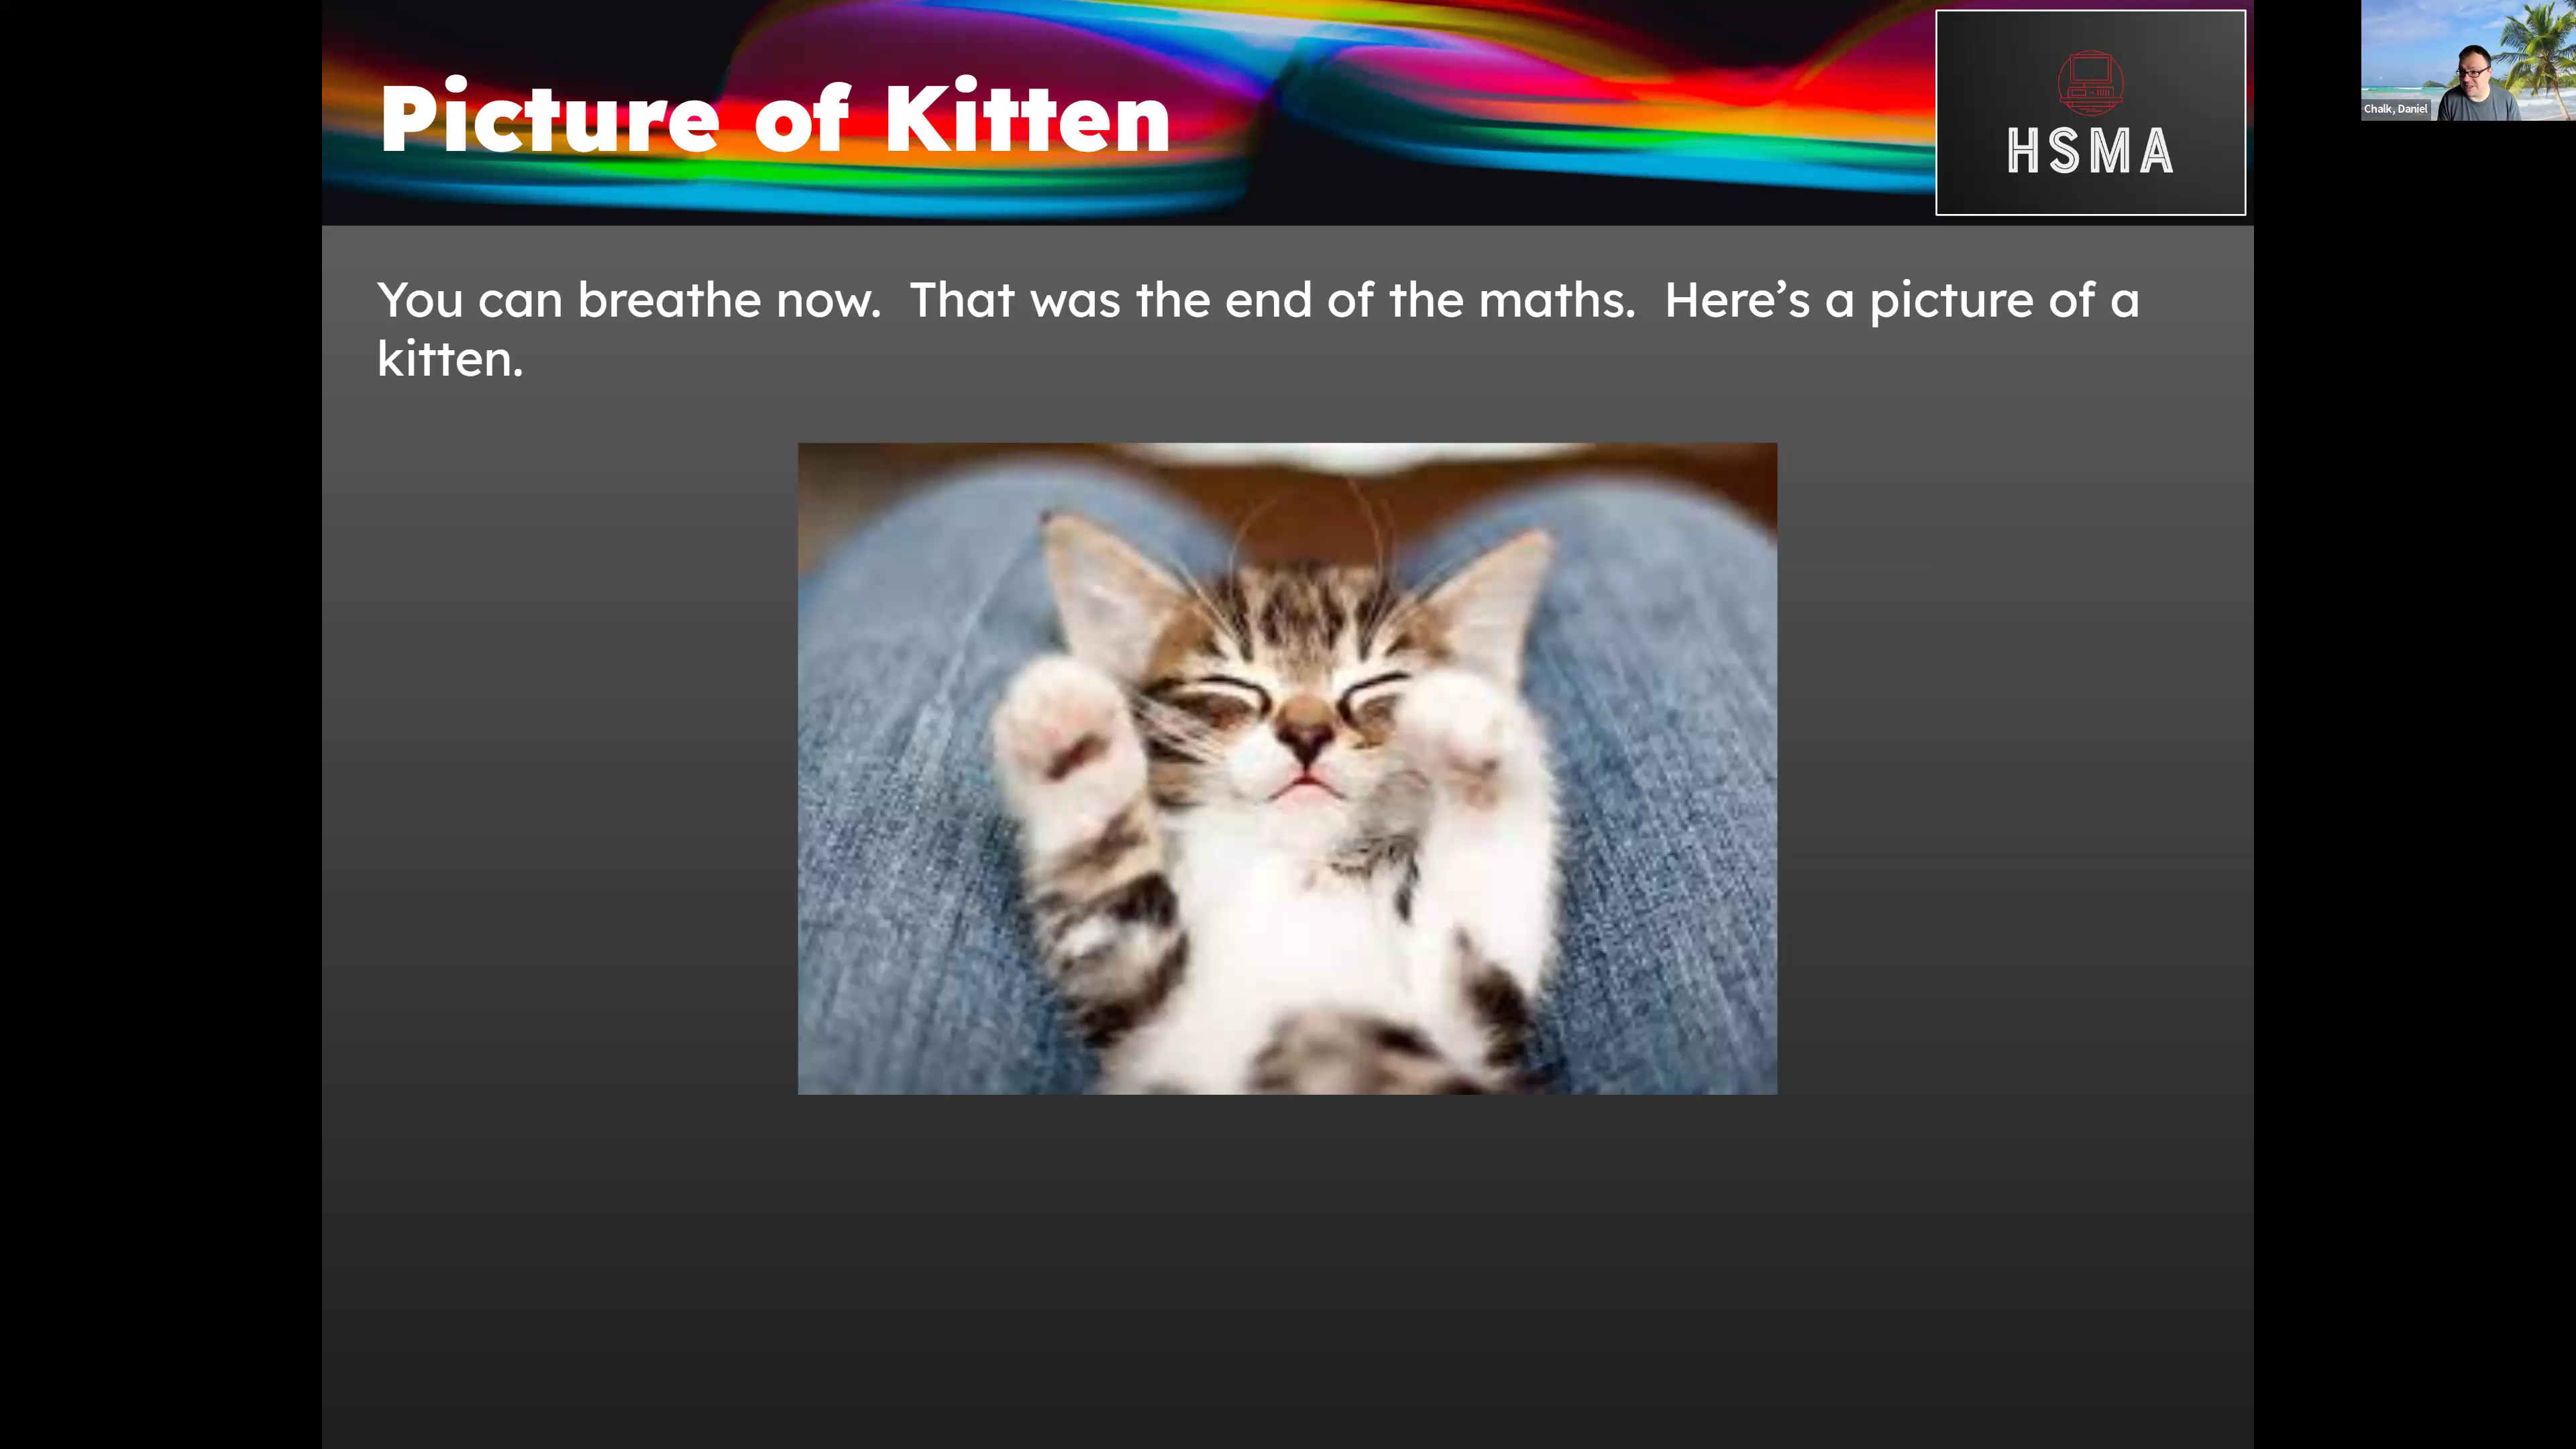 Picture of Kitten
HSMA
Chalk, Daniel
You can breathe now.  That was the end of the maths.  Here’s a picture of a
kitten.